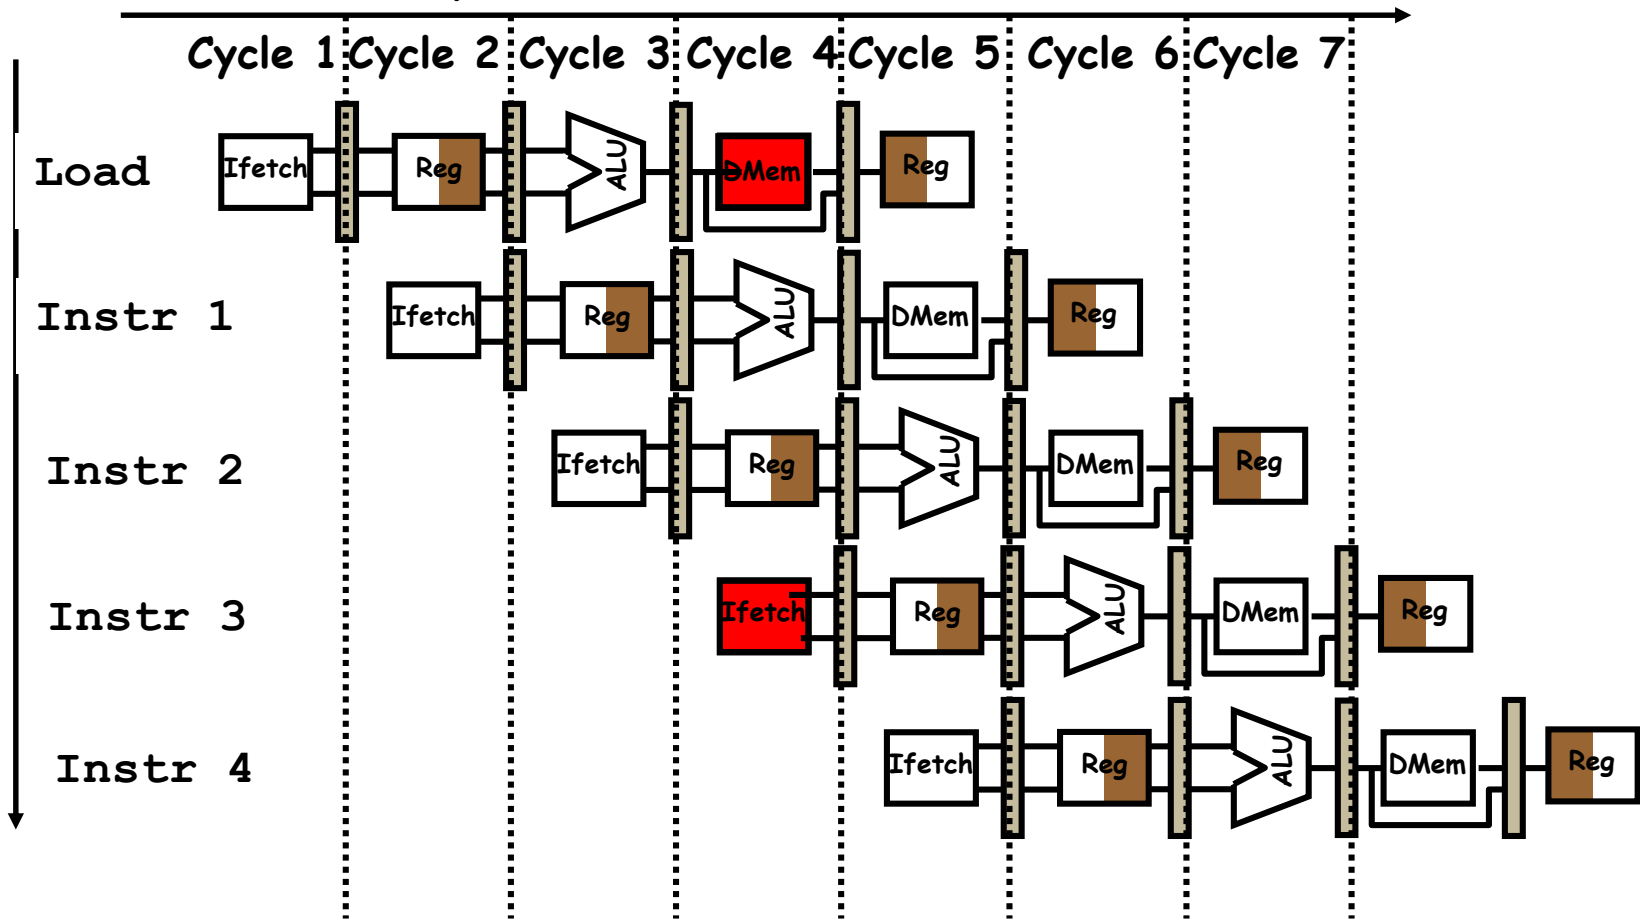 Cycle 1 Cycle 2 Cycle 3 Cycle 4 Cycle 5 Cycle 6 Cycle 7
Load Ifetch Reg ALU DMem Reg
Instr 1 Ifetch Reg ALU DMem Reg
Instr 2 Ifetch Reg ALU DMem Reg
Instr 3 Ifetch Reg ALU DMem Reg
Instr 4 Ifetch Reg ALU DMem Reg